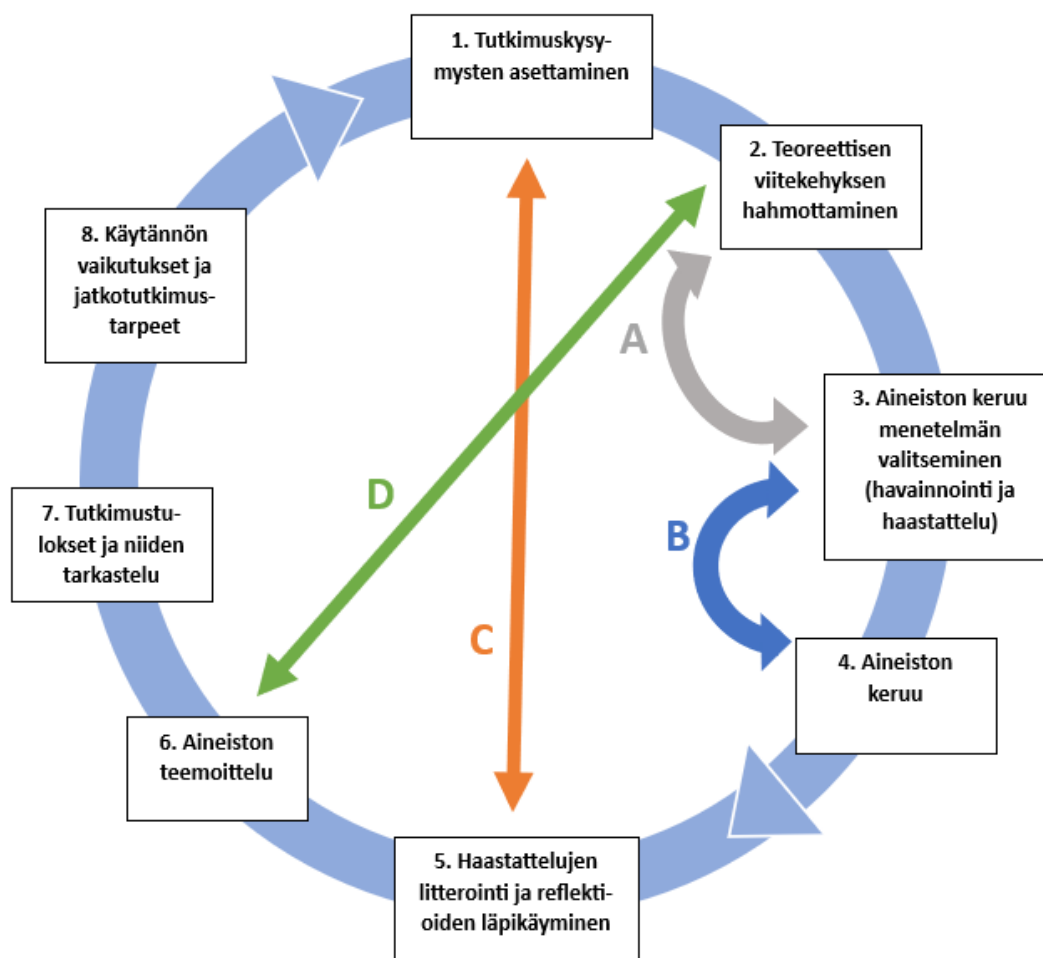 1. Tutkimuskysy-
mysten asettaminen
2. Teoreettisen
viitekehyksen
hahmottaminen
8. Käytännön
vaikutukset ja
jatkotutkimus-
tarpeet
A
3. Aineiston keruu
menetelmän
valitseminen
(havainnointi ja
haastattelu)
D
7. Tutkimustu-
lokset ja niiden
tarkastelu
B
C
4. Aineiston
keruu
6. Aineiston
teemoittelu
5. Haastattelujen
litterointi ja reflekti-
oiden läpikäyminen